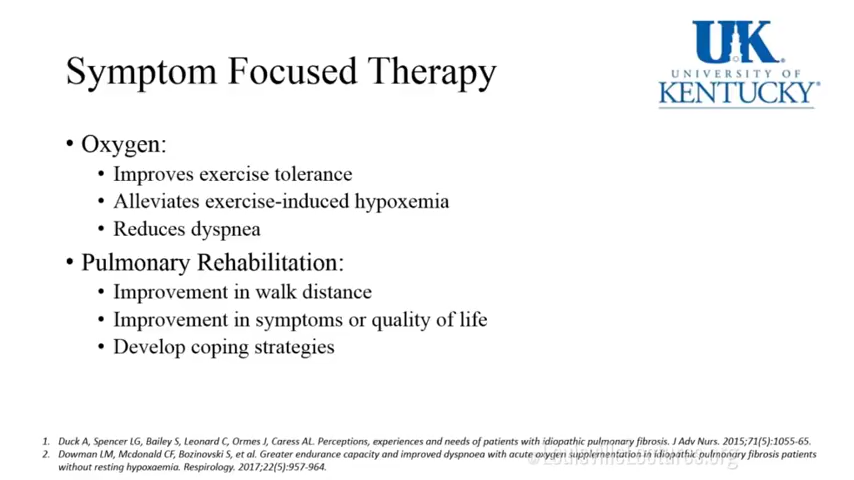 Symptom Focused Therapy
UK
UNIVERSITY OF
KENTUCKY®
• Oxygen:
• Improves exercise tolerance
• Alleviates exercise-induced hypoxemia
• Reduces dyspnea
• Pulmonary Rehabilitation:
• Improvement in walk distance
• Improvement in symptoms or quality of life
• Develop coping strategies
1. Duck A, Spencer LG, Bailey S, Leonard C, Ormes J, Caress AL. Perceptions, experiences and needs of patients with idiopathic pulmonary fibrosis. J Adv Nurs. 2015;71(5):1055-65.
2. Dowman LM, Mcdonald CF, Bozinovski S, et al. Greater endurance capacity and improved dyspnoea with acute oxygen supplementation in idiopathic pulmonary fibrosis patients
without resting hypoxaemia. Respirology. 2017;22(5):957-964.
©LouisvilleLectures.org